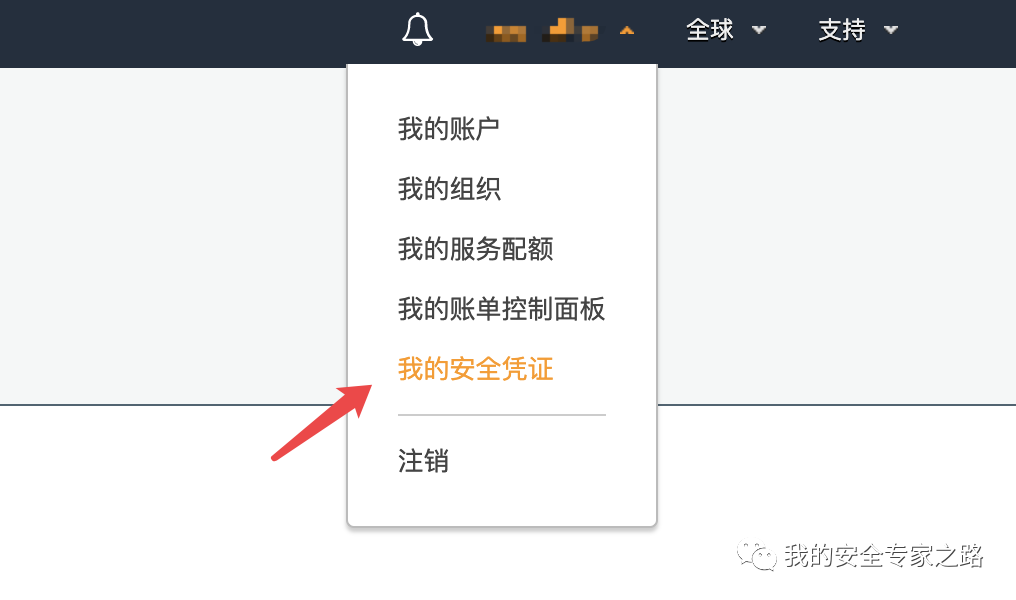 全球
支持
我的账户
我的组织
我的服务配额
我的账单控制面板
我的安全凭证
注销
我的安全专家之路